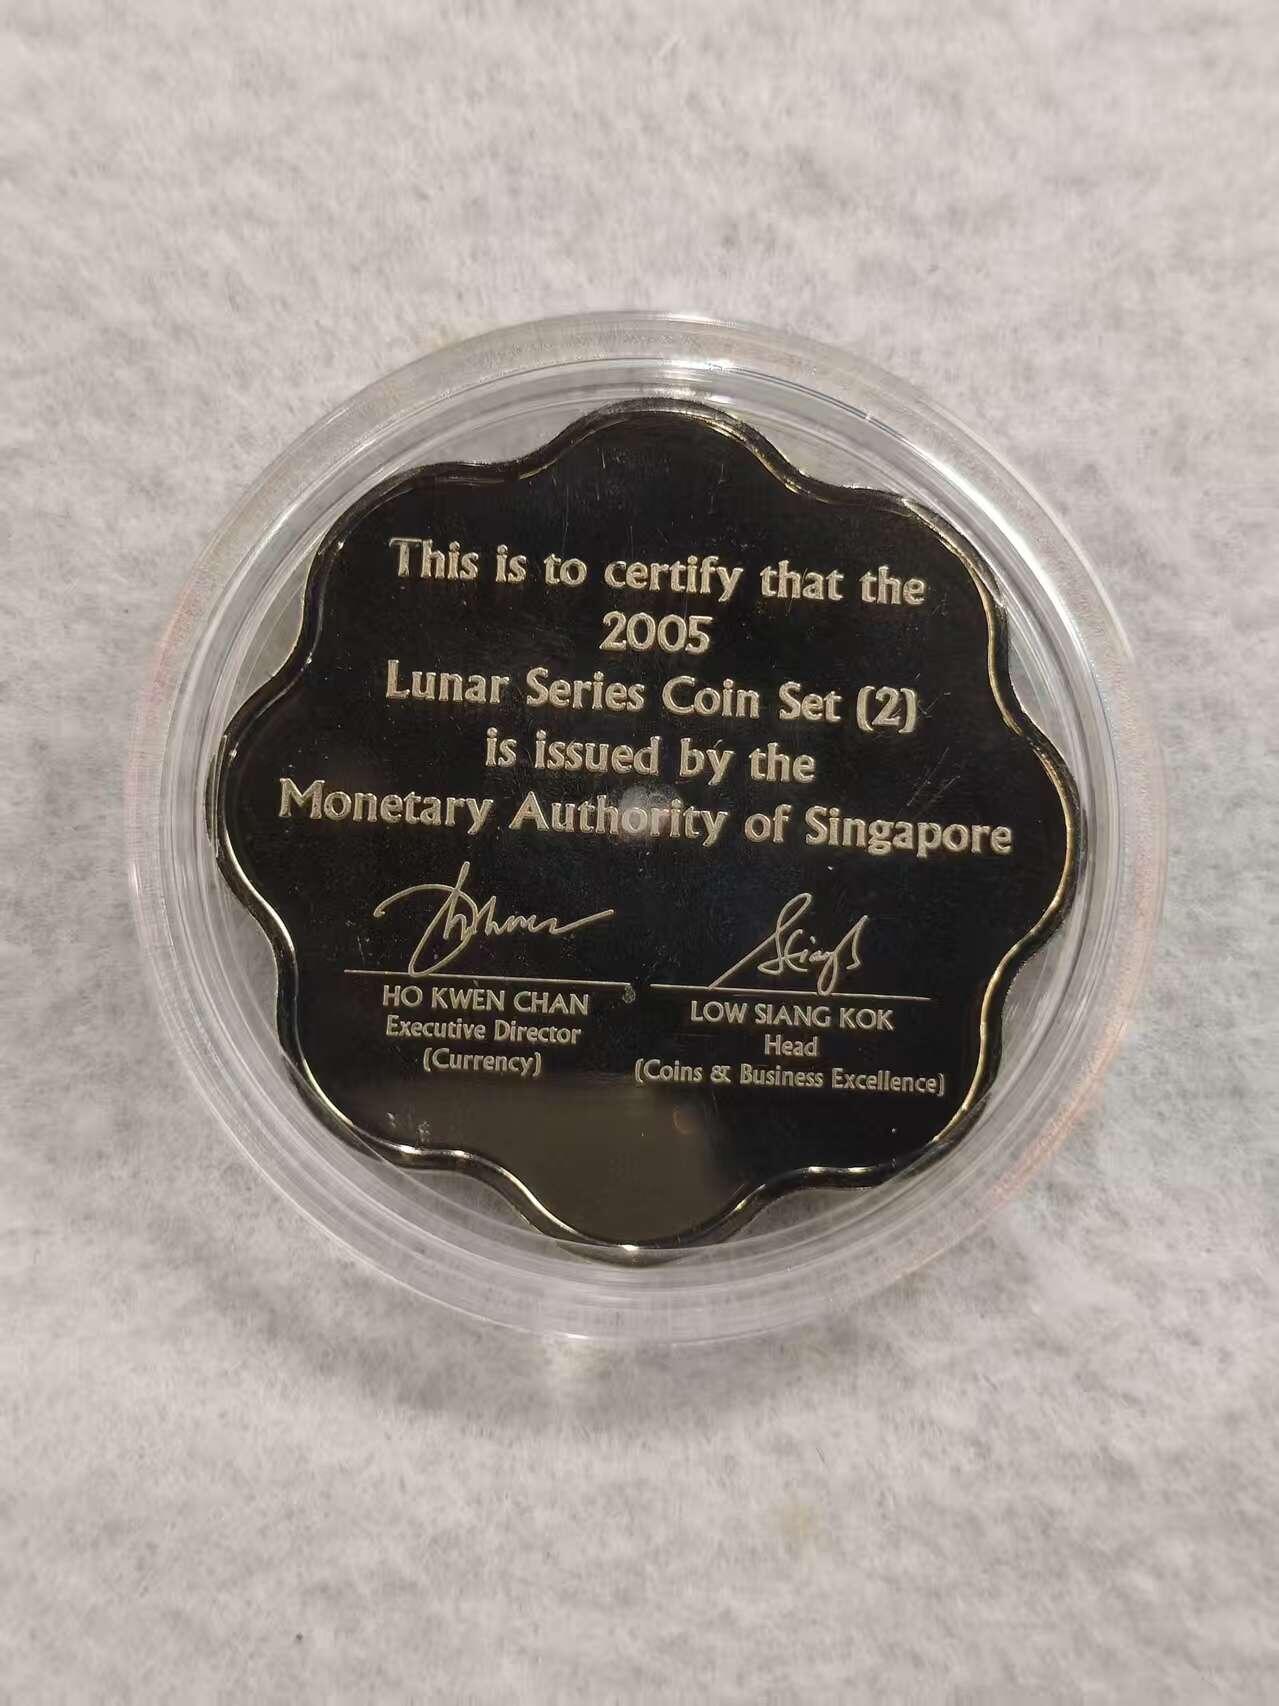 This is to certify that the
2005
Lunar Series Coin Set (2)
is issued by the
Monetary Authority of Singapore
HO KWEN CHAN
Executive Director
(Currency)
LOW SIANG KOK
Head
(Coins & Business Excellence)